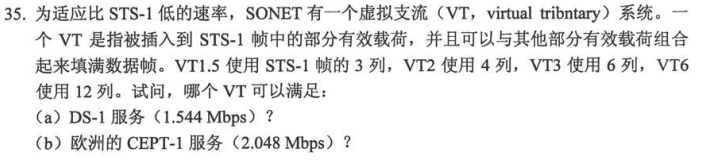 35. 为适应比 STS-1 低的速率，SONET 有一个虚拟支流（VT，virtual tribntary）系统。一
个 VT 是指被插入到 STS-1 帧中的部分有效载荷，并且可以与其他部分有效载荷组合
起来填满数据帧。VT1.5 使用 STS-1 帧的 3 列，VT2 使用 4 列，VT3 使用 6 列，VT6
使用 12 列。试问，哪个 VT 可以满足：
（a）DS-1 服务（1.544 Mbps）？
（b）欧洲的 CEPT-1 服务（2.048 Mbps）？